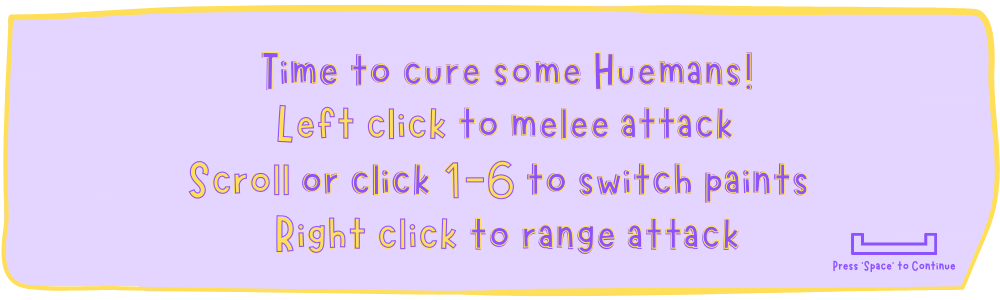 Time to cure some Huemans!
Left click to melee attack
Scroll or click 1-6 to switch paints
Right click to range attack
Press 'Space' to Continue